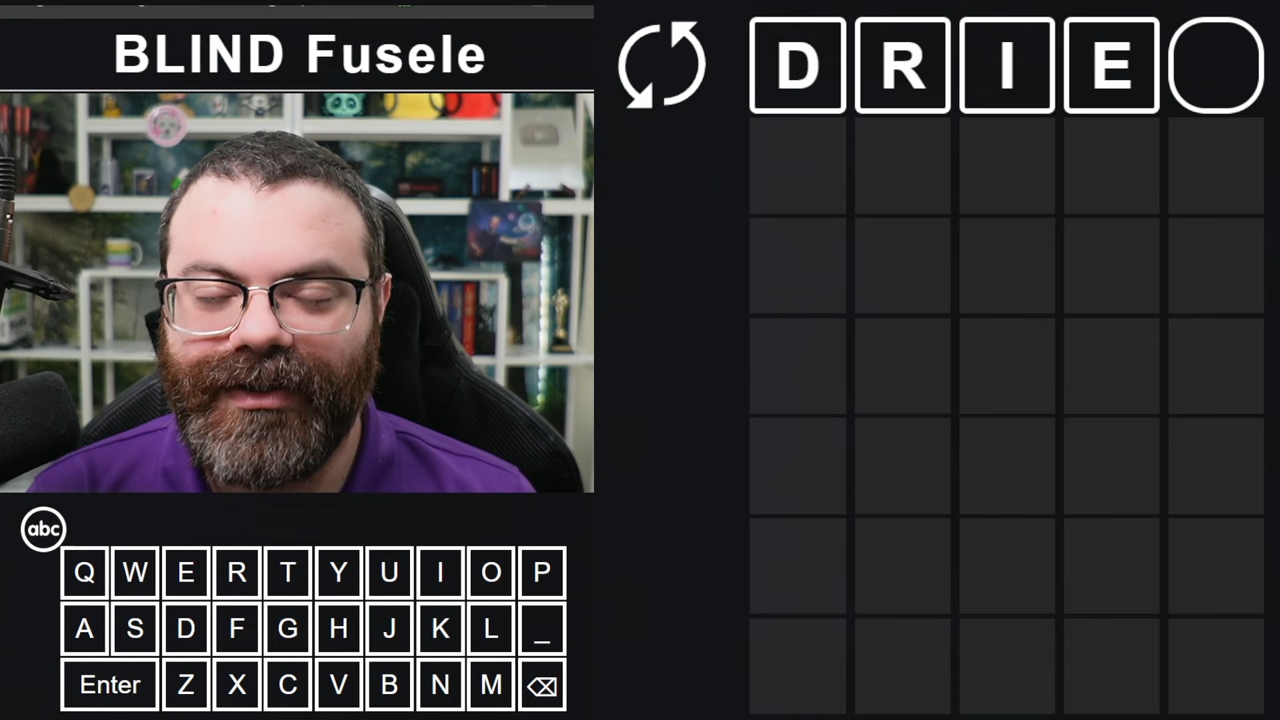 BLIND Fusele
D R I E
abc
Q W E R T Y U I O P
A S D F G H J K L _
Enter Z X C V B N M ⌫